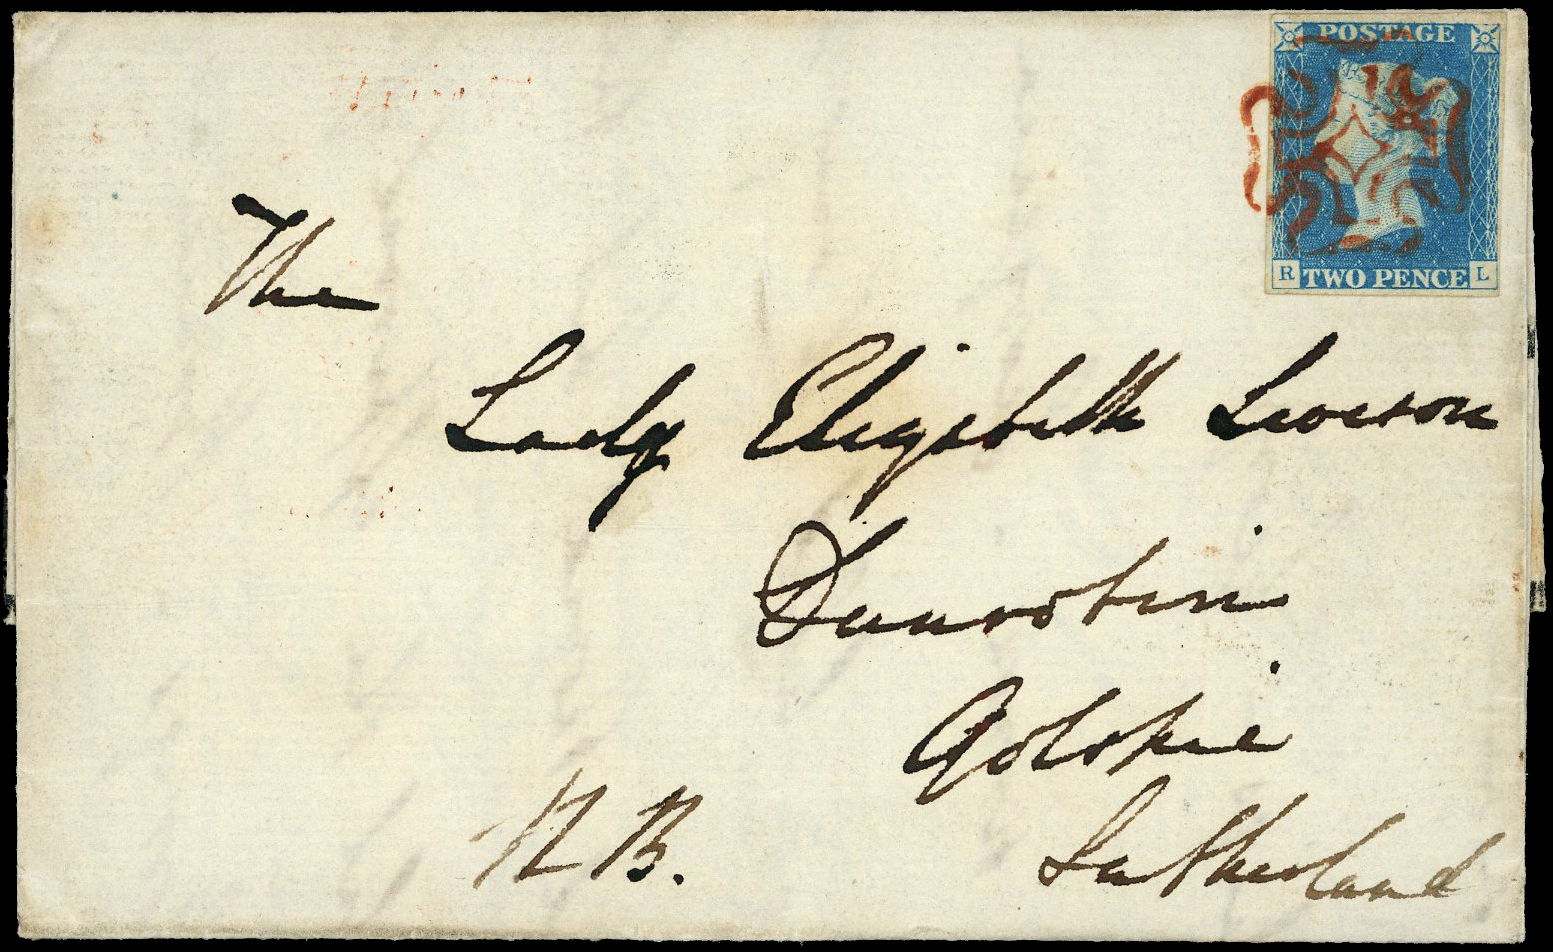 POSTAGE
R TWO PENCE L
The
Lady Elizabeth Leveson
Dunrobin
Golspie
N B. Sutherland